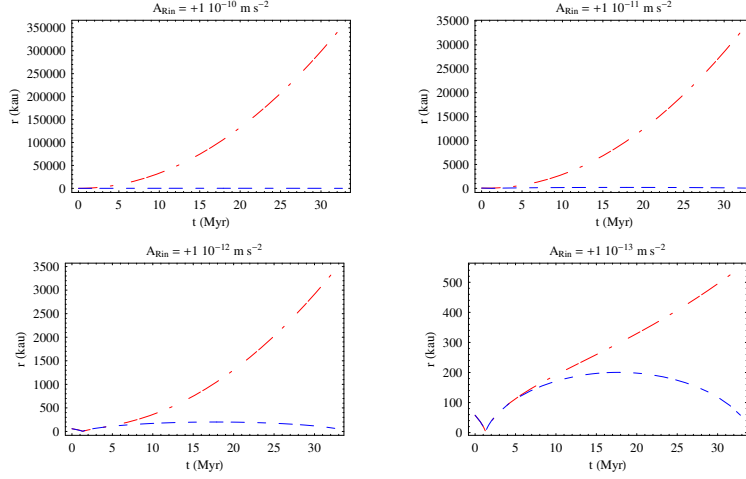 A_Rin = +1 10^-10 m s^-2
350000
300000
250000
200000
150000
100000
50000
0
r (kau)
0 5 10 15 20 25 30
t (Myr)
A_Rin = +1 10^-11 m s^-2
35000
30000
25000
20000
15000
10000
5000
0
r (kau)
0 5 10 15 20 25 30
t (Myr)
A_Rin = +1 10^-12 m s^-2
3500
3000
2500
2000
1500
1000
500
0
r (kau)
0 5 10 15 20 25 30
t (Myr)
A_Rin = +1 10^-13 m s^-2
500
400
300
200
100
0
r (kau)
0 5 10 15 20 25 30
t (Myr)